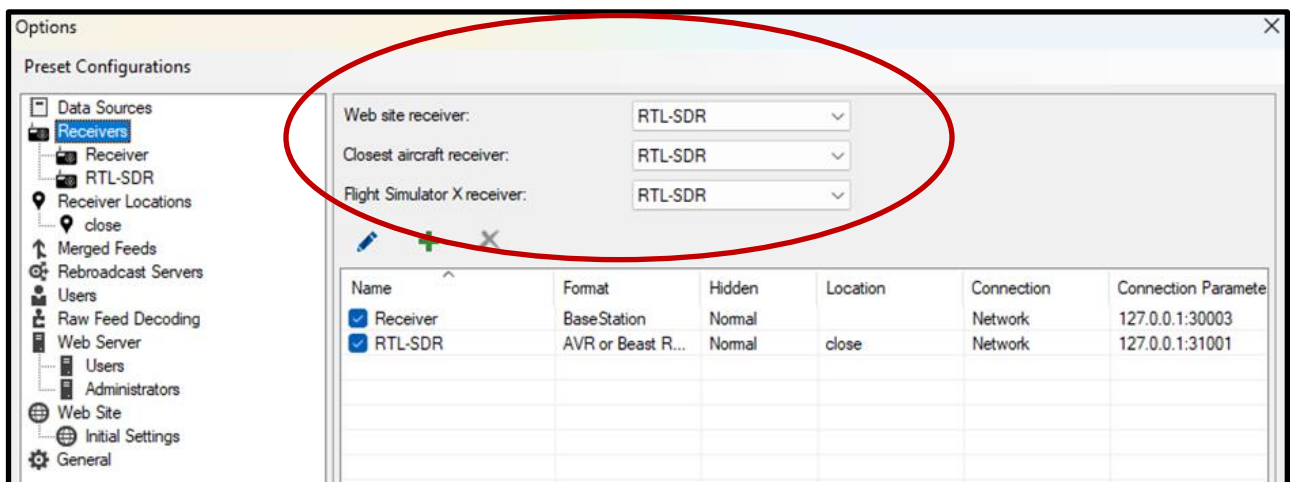 Options
Preset Configurations
Data Sources
Receivers
Receiver
RTL-SDR
Receiver Locations
close
Merged Feeds
Rebroadcast Servers
Users
Raw Feed Decoding
Web Server
Users
Administrators
Web Site
Initial Settings
General
Web site receiver: RTL-SDR
Closest aircraft receiver: RTL-SDR
Flight Simulator X receiver: RTL-SDR
Name Format Hidden Location Connection Connection Paramete
Receiver BaseStation Normal Network 127.0.0.1:30003
RTL-SDR AVR or Beast R... Normal close Network 127.0.0.1:31001